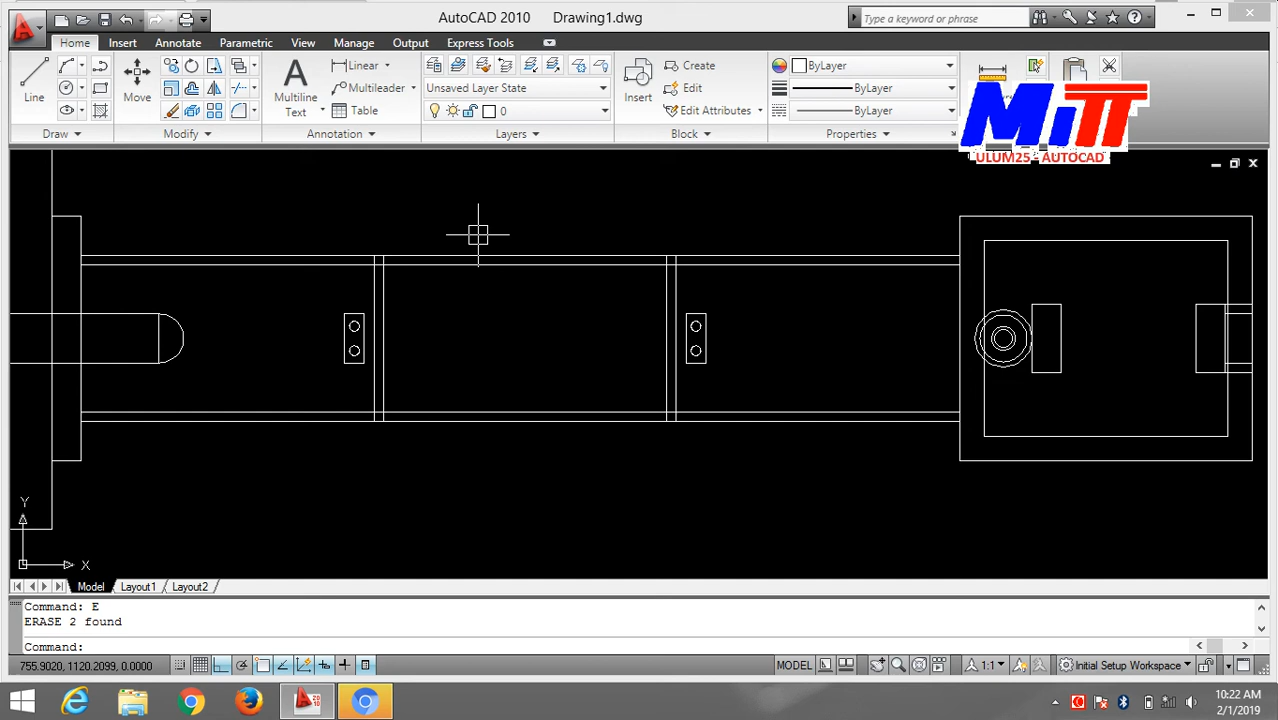 AutoCAD 2010 Drawing1.dwg
Type a keyword or phrase
Home Insert Annotate Parametric View Manage Output Express Tools
Line
Move
Multiline
Text
Linear
Multileader
Table
Unsaved Layer State
0
Insert
Create
Edit
Edit Attributes
ByLayer
ByLayer
ByLayer
MiTT
ULUM25 - AUTOCAD
Draw Modify Annotation Layers Block Properties
Y
X
Model Layout1 Layout2
Command: E
ERASE 2 found
Command:
755.9020, 1120.2099, 0.0000 MODEL 1:1 Initial Setup Workspace
10:22 AM
2/1/2019